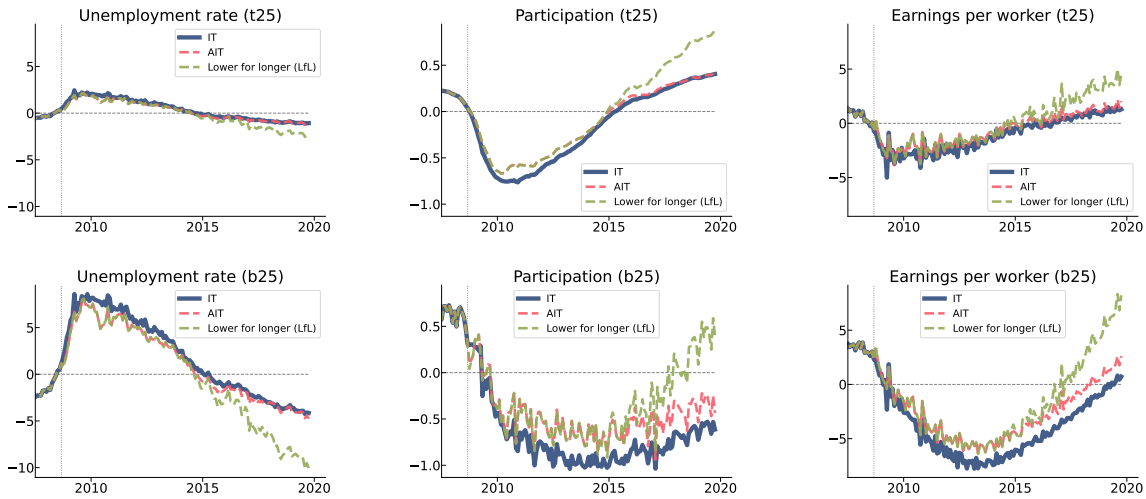 Unemployment rate (t25)
5
0
−5
−10
2010
2015
2020
IT
AIT
Lower for longer (LfL)
Participation (t25)
0.5
0.0
−0.5
−1.0
2010
2015
2020
IT
AIT
Lower for longer (LfL)
Earnings per worker (t25)
5
0
−5
2010
2015
2020
IT
AIT
Lower for longer (LfL)
Unemployment rate (b25)
5
0
−5
−10
2010
2015
2020
IT
AIT
Lower for longer (LfL)
Participation (b25)
0.5
0.0
−0.5
−1.0
2010
2015
2020
IT
AIT
Lower for longer (LfL)
Earnings per worker (b25)
5
0
−5
2010
2015
2020
IT
AIT
Lower for longer (LfL)